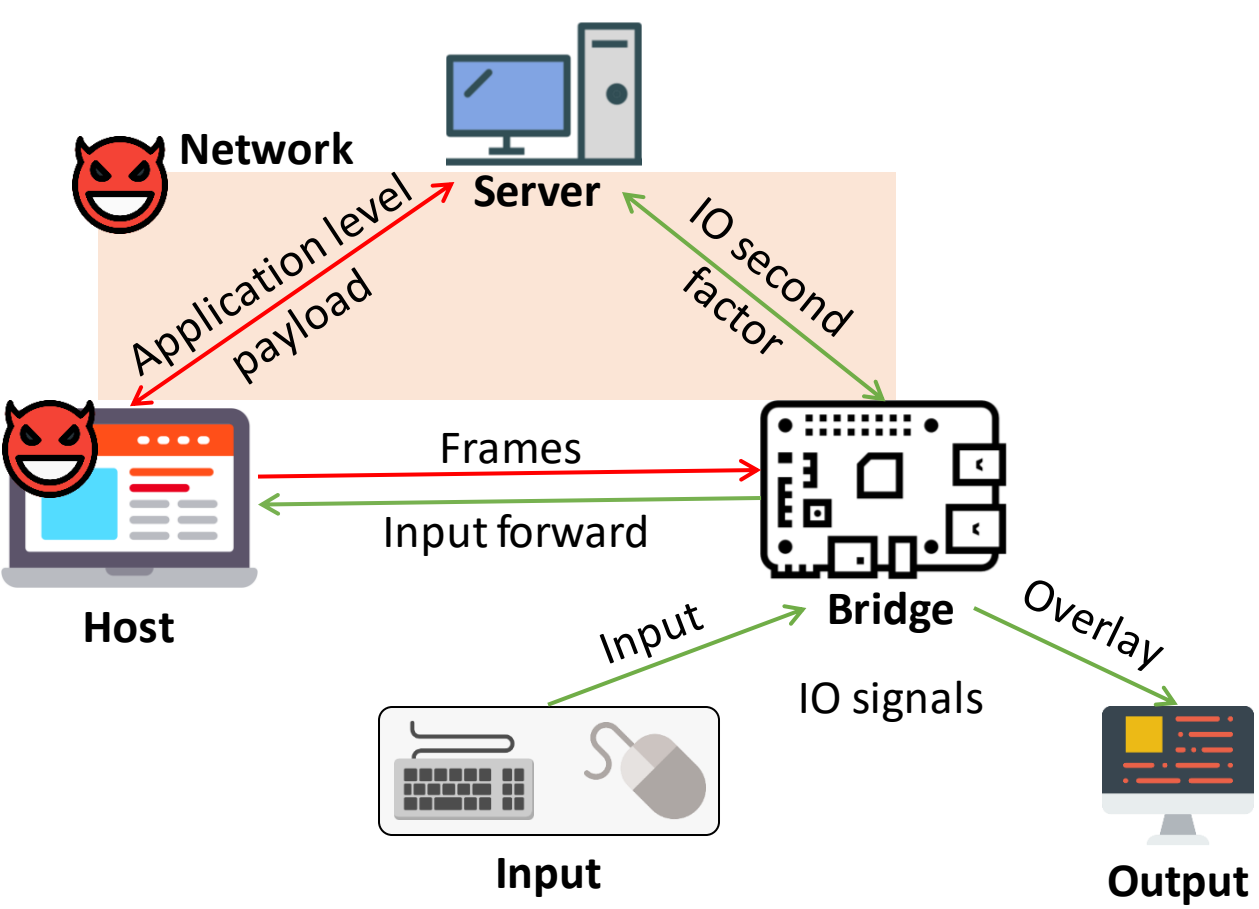 Network
Server
Application level
payload
IO second
factor
Frames
Input forward
Host
Bridge
Input
Overlay
IO signals
Input
Output